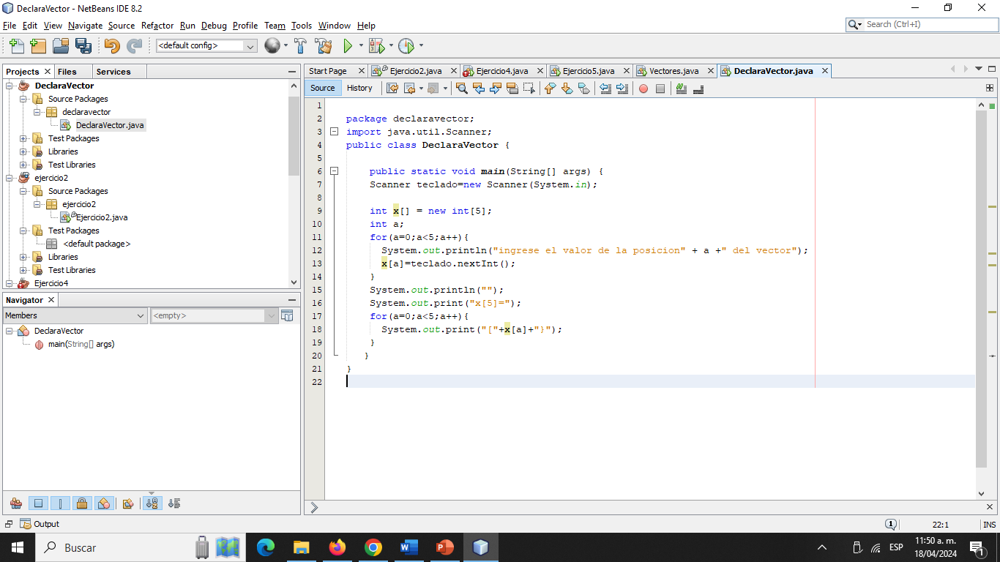 DeclaraVector - NetBeans IDE 8.2
File Edit View Navigate Source Refactor Run Debug Profile Team Tools Window Help
Search (Ctrl+I)
<default config>
Projects Files Services
DeclaraVector
Source Packages
declaravector
DeclaraVector.java
Test Packages
Libraries
Test Libraries
ejercicio2
Source Packages
ejercicio2
Ejercicio2.java
Test Packages
<default package>
Libraries
Test Libraries
Ejercicio4
Navigator
Members
<empty>
DeclaraVector
main(String[] args)
Start Page Ejercicio2.java Ejercicio4.java Ejercicio5.java Vectores.java DeclaraVector.java
Source History
1
2 package declaravector;
3 import java.util.Scanner;
4 public class DeclaraVector {
5
6 public static void main(String[] args) {
7 Scanner teclado=new Scanner(System.in);
8
9 int x[] = new int[5];
10 int a;
11 for(a=0;a<5;a++){
12 System.out.println("ingrese el valor de la posicion" + a +" del vector");
13 x[a]=teclado.nextInt();
14 }
15 System.out.println("");
16 System.out.print("x[5]=");
17 for(a=0;a<5;a++){
18 System.out.print("["+x[a]+"}");
19 }
20 }
21 }
22
Output
1
22:1
INS
Buscar
ESP
11:50 a. m.
18/04/2024
1